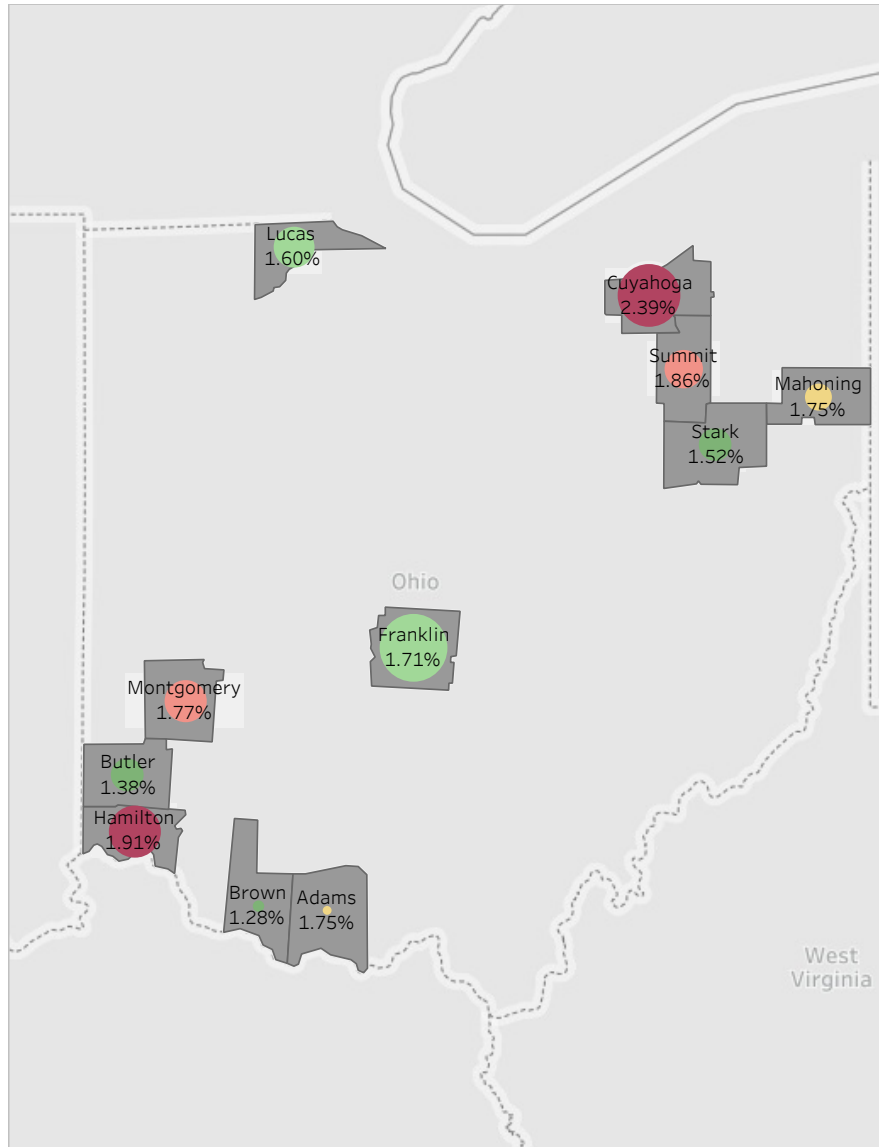 Lucas
1.60%
Cuyahoga
2.39%
Summit
1.86%
Mahoning
1.75%
Stark
1.52%
Ohio
Franklin
1.71%
Montgomery
1.77%
Butler
1.38%
Hamilton
1.91%
Brown
1.28%
Adams
1.75%
West
Virginia